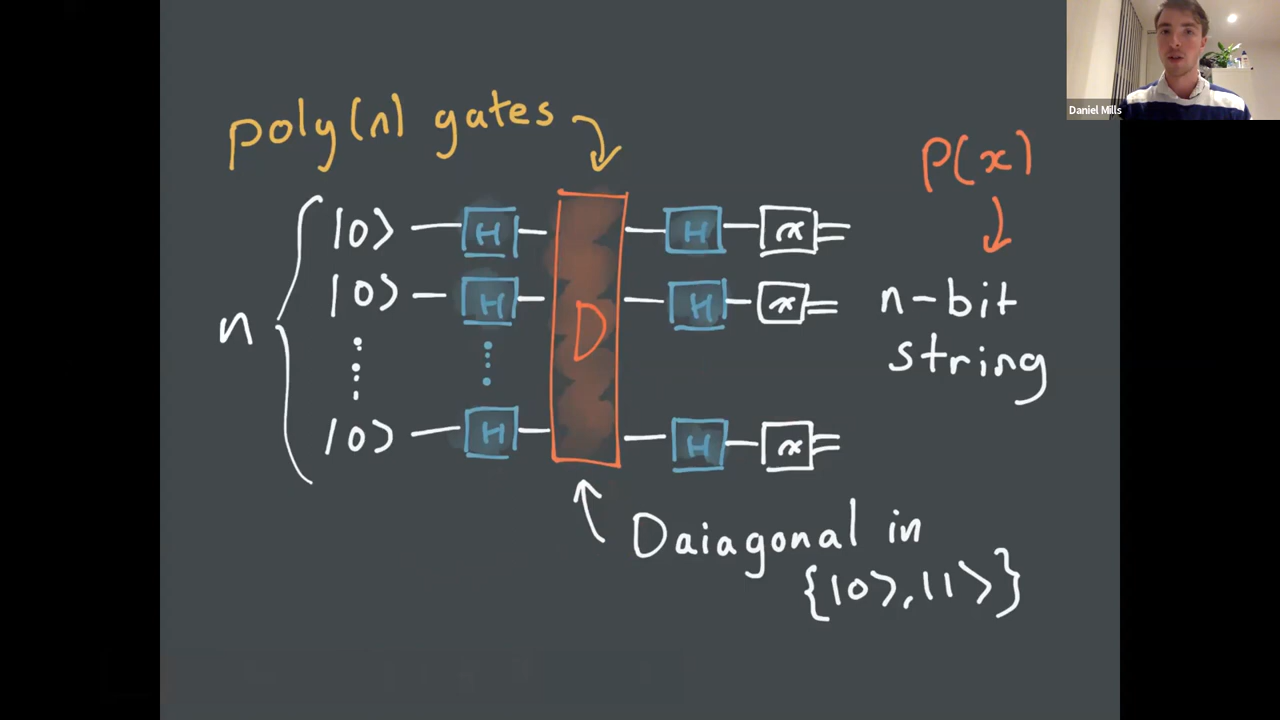 poly(n) gates
P(x)
|0> H H x
|0> H H x
n-bit
n
D
string
|0> H H x
Daiagonal in
{|0>, |1>}
Daniel Mills